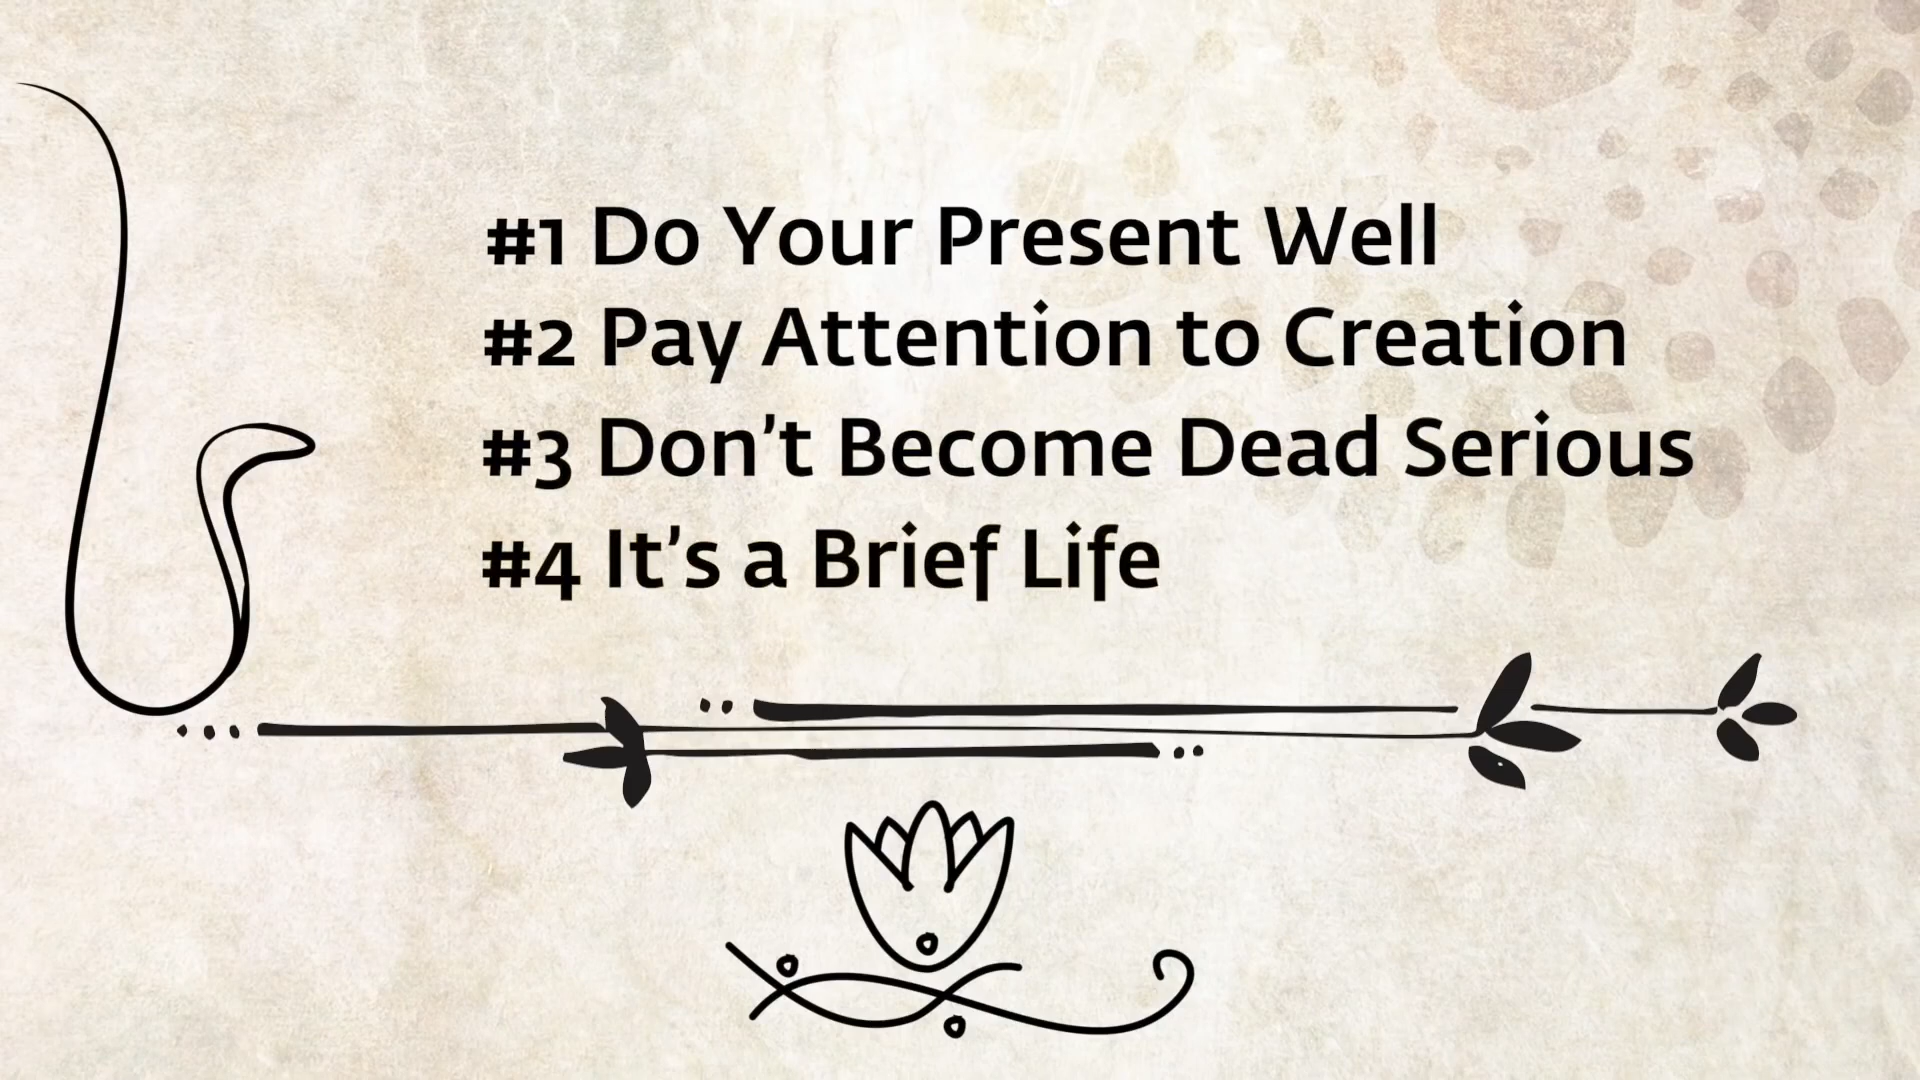 #1 Do Your Present Well
#2 Pay Attention to Creation
#3 Don't Become Dead Serious
#4 It's a Brief Life